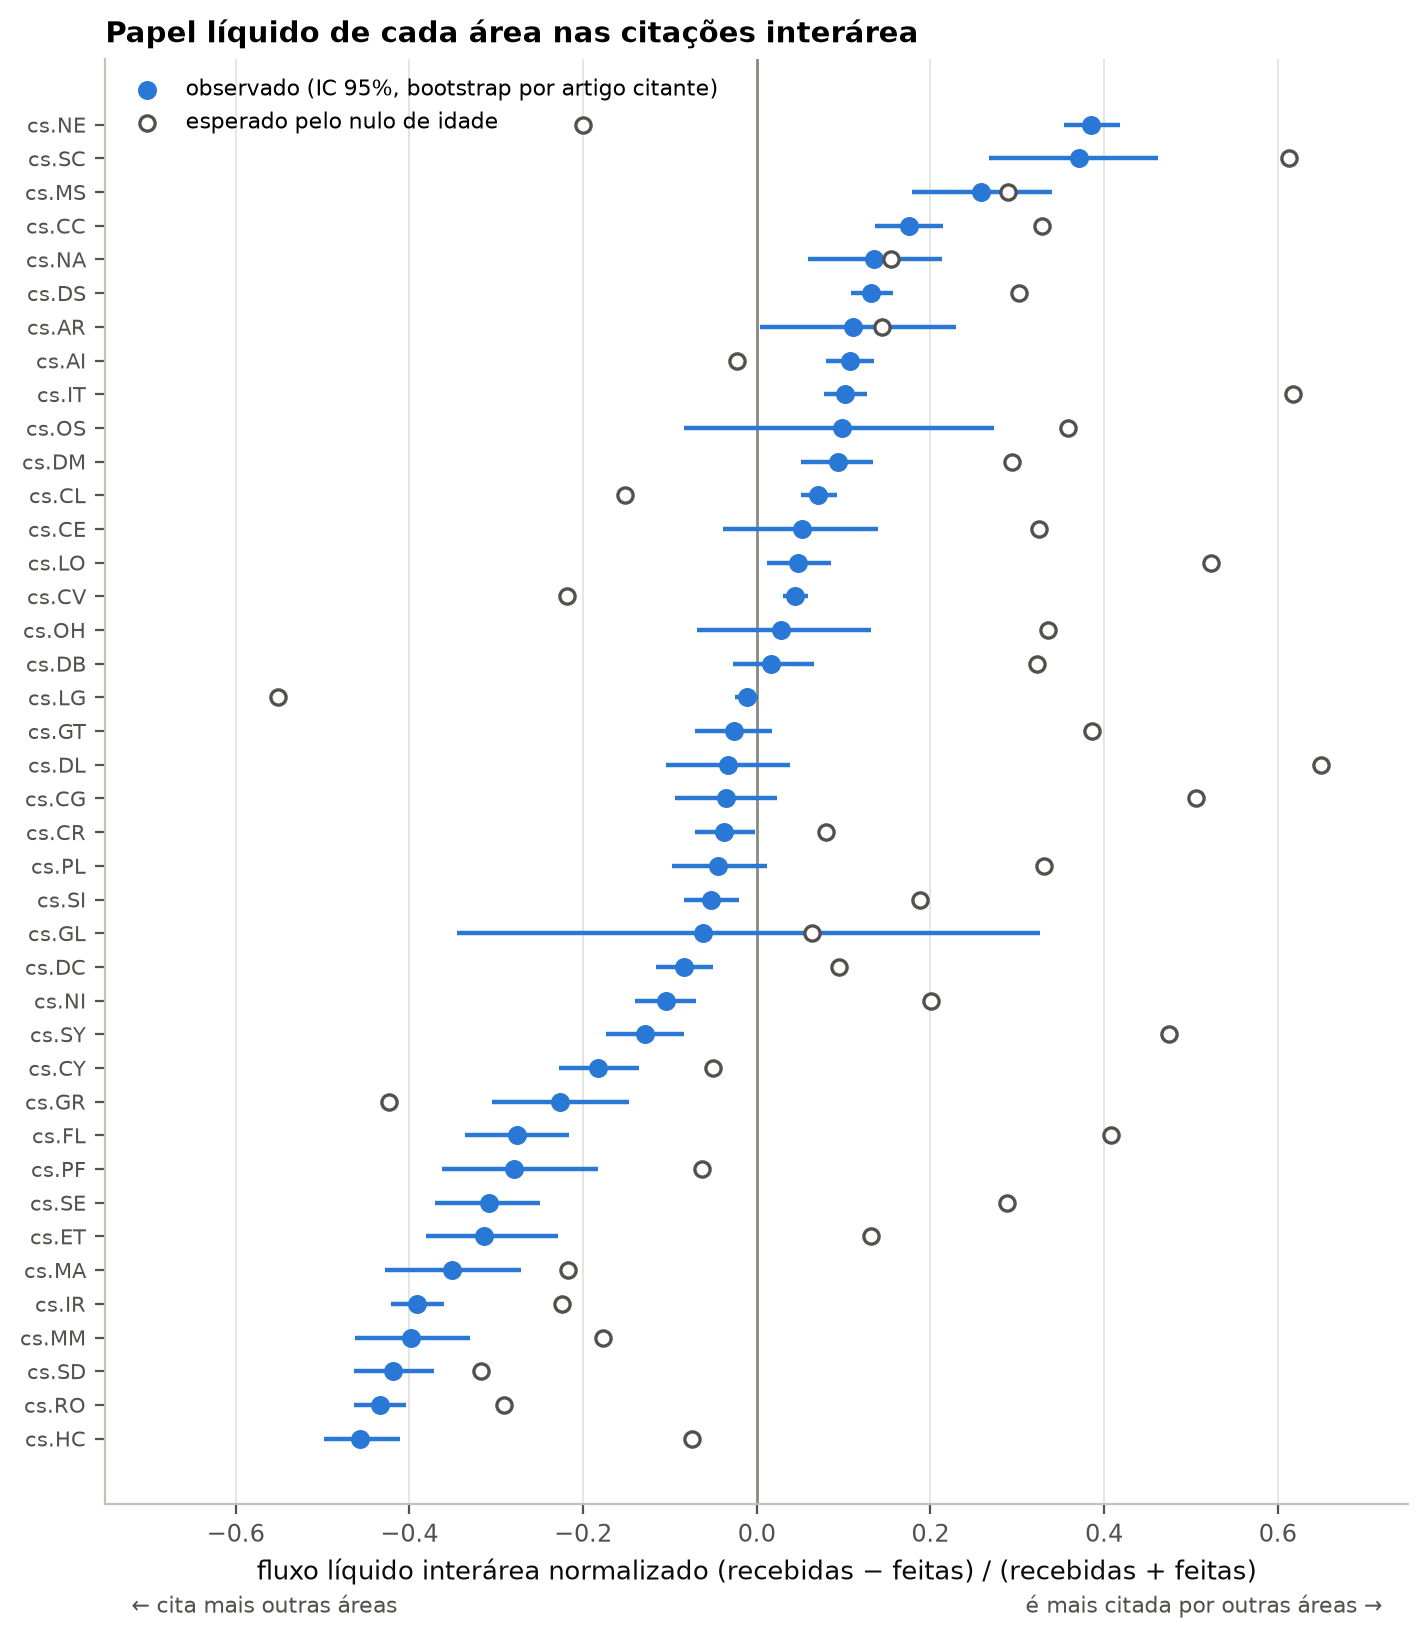 Papel líquido de cada área nas citações interárea
observado (IC 95%, bootstrap por artigo citante)
esperado pelo nulo de idade
cs.NE
cs.SC
cs.MS
cs.CC
cs.NA
cs.DS
cs.AR
cs.AI
cs.IT
cs.OS
cs.DM
cs.CL
cs.CE
cs.LO
cs.CV
cs.OH
cs.DB
cs.LG
cs.GT
cs.DL
cs.CG
cs.CR
cs.PL
cs.SI
cs.GL
cs.DC
cs.NI
cs.SY
cs.CY
cs.GR
cs.FL
cs.PF
cs.SE
cs.ET
cs.MA
cs.IR
cs.MM
cs.SD
cs.RO
cs.HC
−0.6 −0.4 −0.2 0.0 0.2 0.4 0.6
fluxo líquido interárea normalizado (recebidas − feitas) / (recebidas + feitas)
← cita mais outras áreas é mais citada por outras áreas →